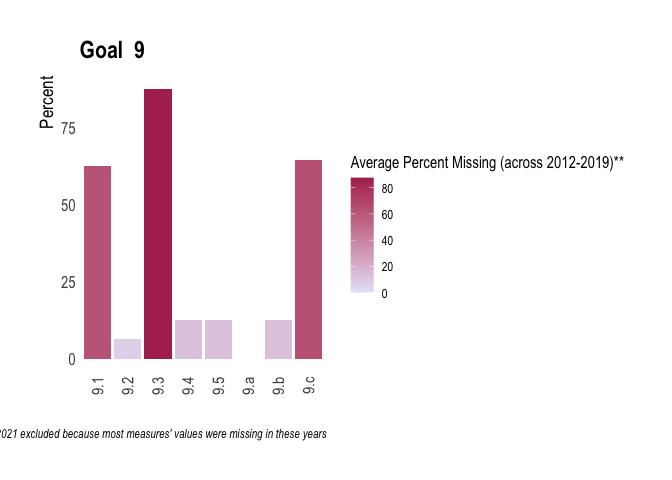 Goal 9
Percent
75
50
25
0
9.1
9.2
9.3
9.4
9.5
9.a
9.b
9.c
Average Percent Missing (across 2012-2019)**
80
60
40
20
0
2021 excluded because most measures' values were missing in these years